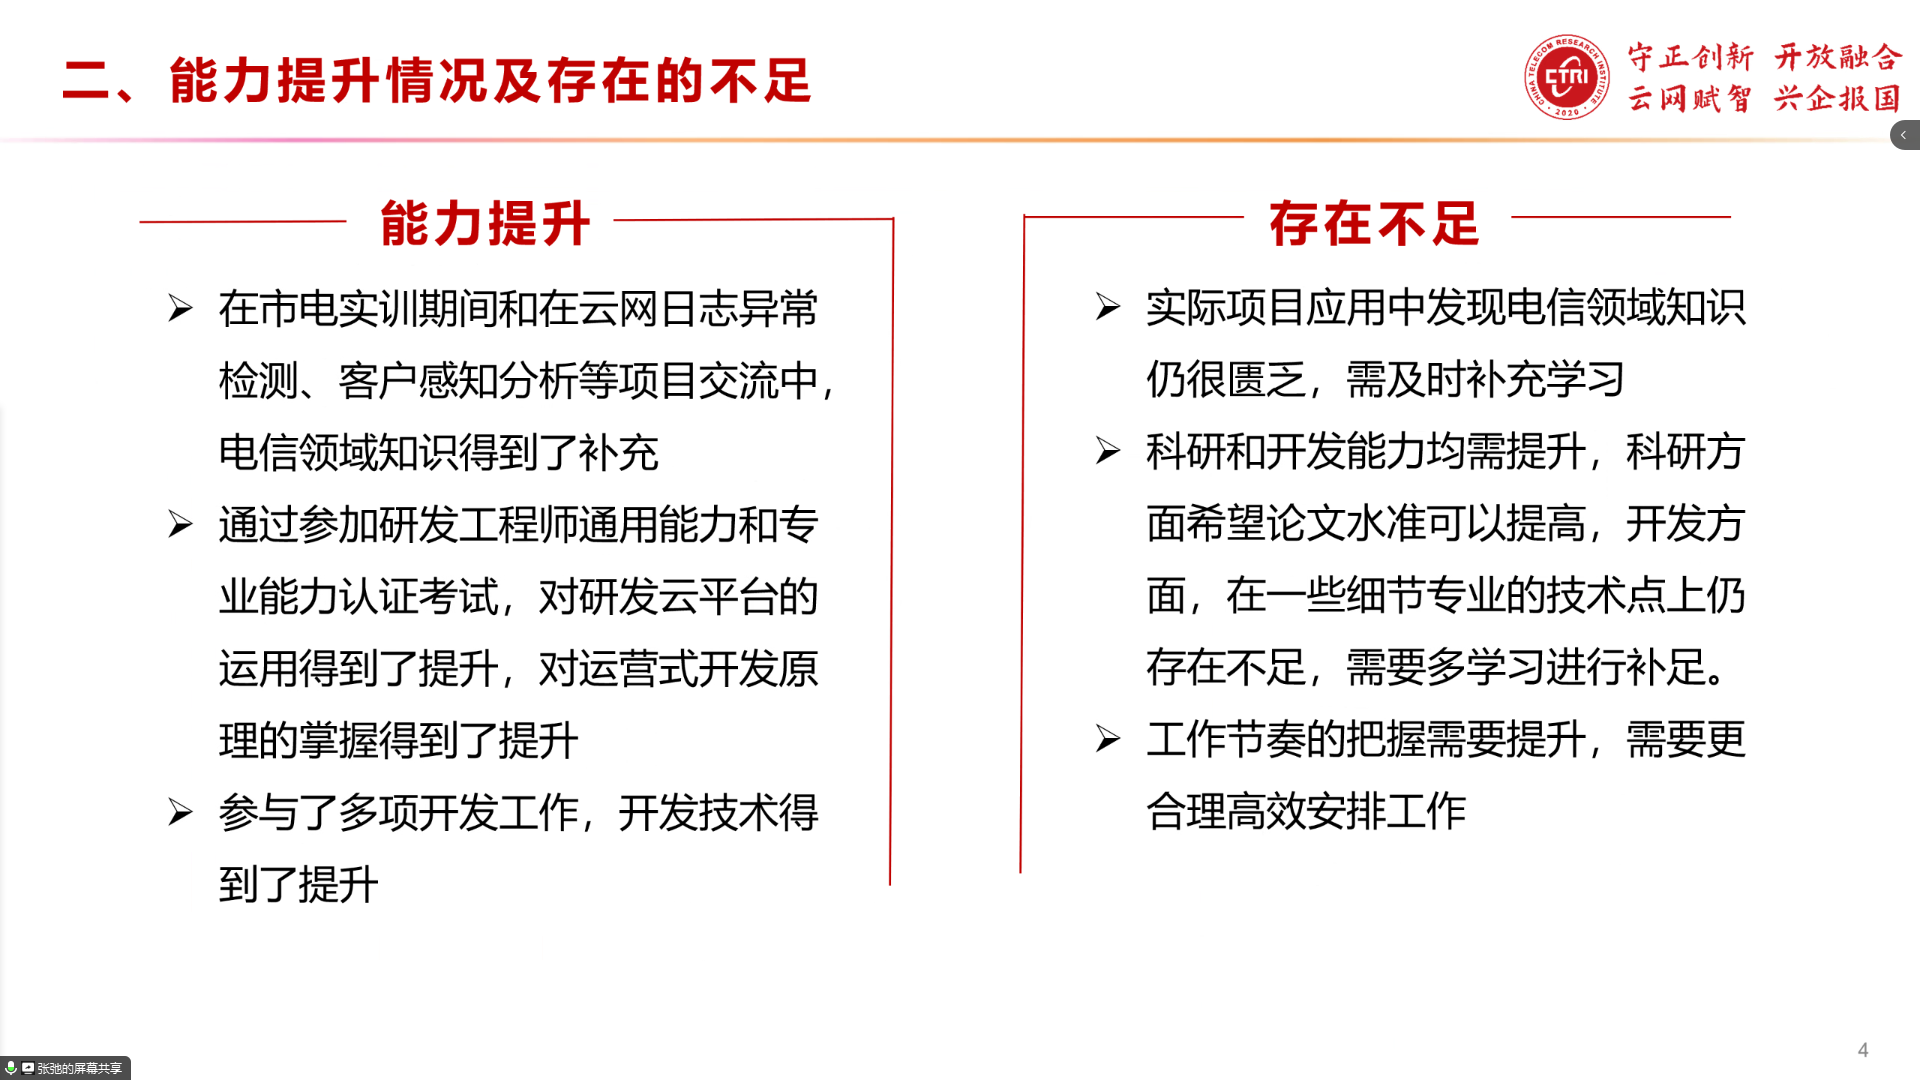 二、能力提升情况及存在的不足
CHINA TELECOM RESEARCH INSTITUTE
CTRI
2020
守正创新 开放融合
云网赋智 兴企报国
能力提升
在市电实训期间和在云网日志异常
检测、客户感知分析等项目交流中，
电信领域知识得到了补充
通过参加研发工程师通用能力和专
业能力认证考试，对研发云平台的
运用得到了提升，对运营式开发原
理的掌握得到了提升
参与了多项开发工作，开发技术得
到了提升
存在不足
实际项目应用中发现电信领域知识
仍很匮乏，需及时补充学习
科研和开发能力均需提升，科研方
面希望论文水准可以提高，开发方
面，在一些细节专业的技术点上仍
存在不足，需要多学习进行补足。
工作节奏的把握需要提升，需要更
合理高效安排工作
4
张弛的屏幕共享